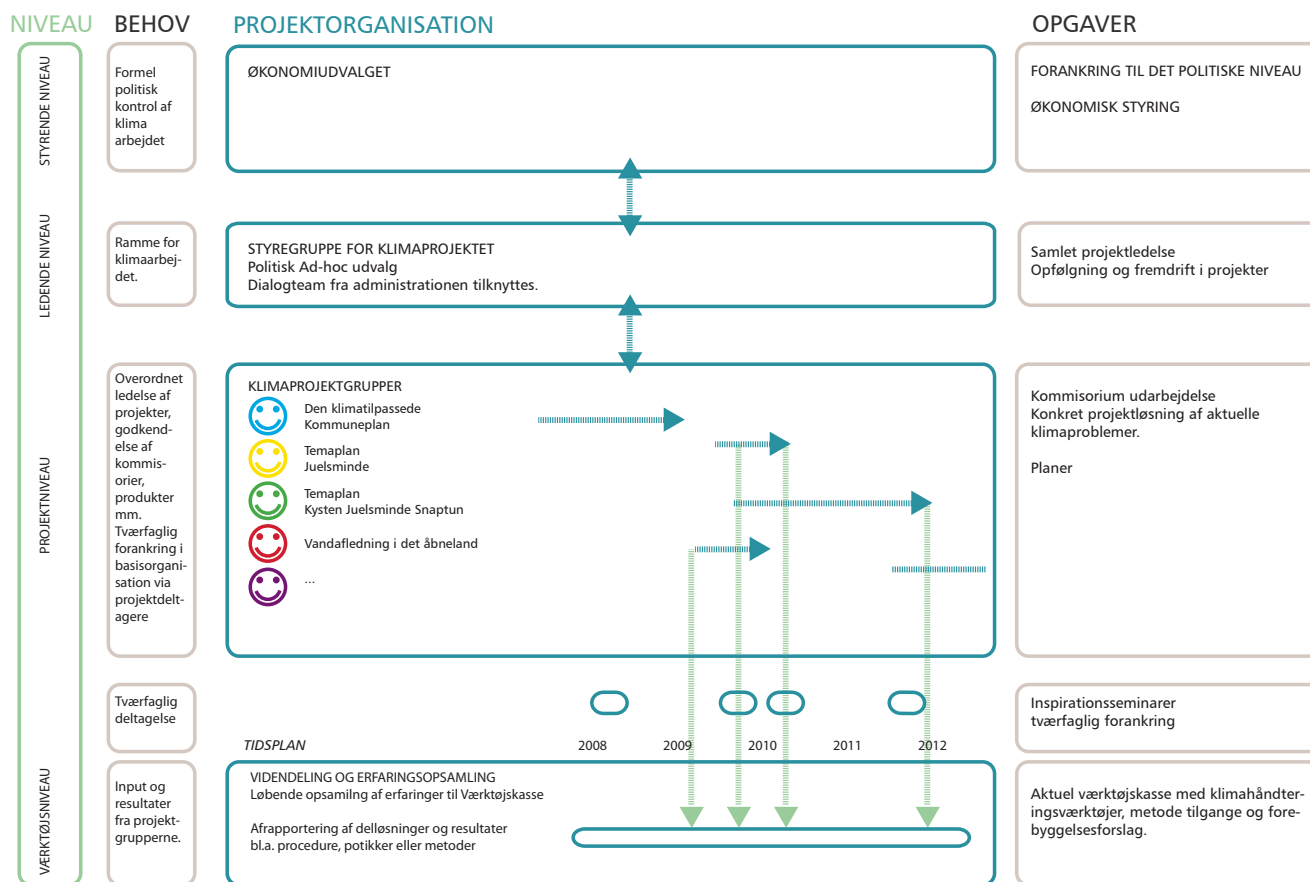 NIVEAU
BEHOV
PROJEKTORGANISATION
OPGAVER
STYRENDE NIVEAU
Formel
politisk
kontrol af
klima
arbejdet
ØKONOMIUDVALGET
FORANKRING TIL DET POLITISKE NIVEAU
ØKONOMISK STYRING
LEDENDE NIVEAU
Ramme for
klimaarbej-
det.
STYREGRUPPE FOR KLIMAPROJEKTET
Politisk Ad-hoc udvalg
Dialogteam fra administrationen tilknyttes.
Samlet projektledelse
Opfølgning og fremdrift i projekter
PROJEKTNIVEAU
Overordnet
ledelse af
projekter,
godkend-
else af
kommis-
orier,
produkter
mm.
Tværfaglig
forankring i
basisorgani-
sation via
projektdelt-
agere
KLIMAPROJEKTGRUPPER
Den klimatilpassede
Kommuneplan
Temaplan
Juelsminde
Temaplan
Kysten Juelsminde Snaptun
Vandafledning i det åbneland
...
Kommisorium udarbejdelse
Konkret projektløsning af aktuelle
klimaproblemer.
Planer
Tværfaglig
deltagelse
Inspirationsseminarer
tværfaglig forankring
TIDSPLAN
2008
2009
2010
2011
2012
VÆRKTØJSNIVEAU
Input og
resultater
fra projekt-
grupperne.
VIDENDELING OG ERFARINGSOPSAMLING
Løbende opsamilng af erfaringer til Værktøjskasse
Afrapportering af delløsninger og resultater
bl.a. procedure, potikker eller metoder
Aktuel værktøjskasse med klimahåndter-
ingsværktøjer, metode tilgange og fore-
byggelsesforslag.